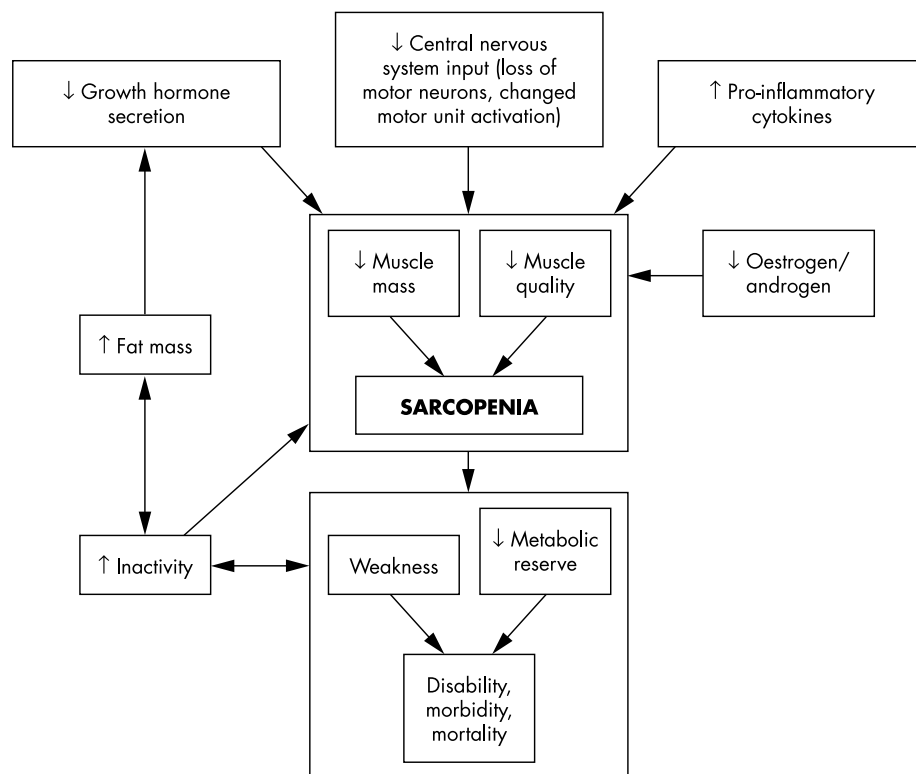 ↓ Central nervous
system input (loss of
motor neurons, changed
motor unit activation)
↓ Growth hormone
secretion
↑ Pro-inflammatory
cytokines
↓ Muscle
mass
↓ Muscle
quality
↓ Oestrogen/
androgen
↑ Fat mass
SARCOPENIA
↑ Inactivity
Weakness
↓ Metabolic
reserve
Disability,
morbidity,
mortality